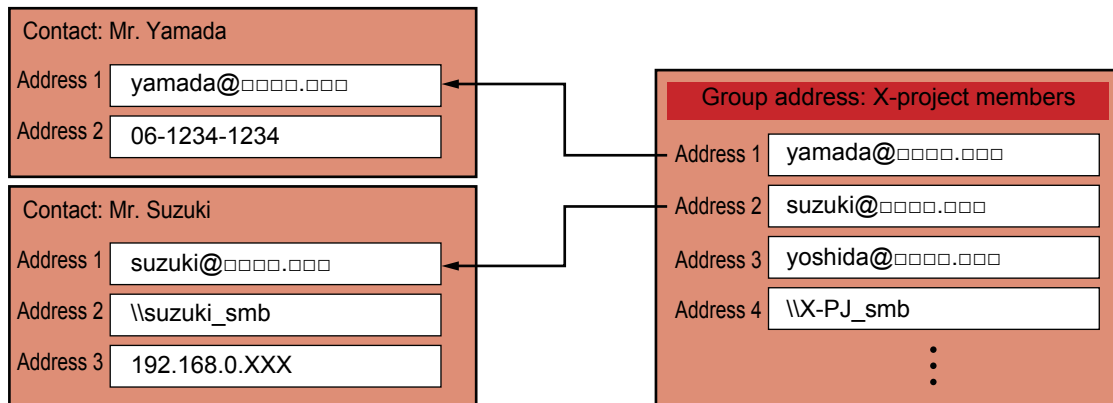 Contact: Mr. Yamada
Address 1 yamada@□□□□.□□□
Address 2 06-1234-1234
Contact: Mr. Suzuki
Address 1 suzuki@□□□□.□□□
Address 2 \\suzuki_smb
Address 3 192.168.0.XXX
Group address: X-project members
Address 1 yamada@□□□□.□□□
Address 2 suzuki@□□□□.□□□
Address 3 yoshida@□□□□.□□□
Address 4 \\X-PJ_smb